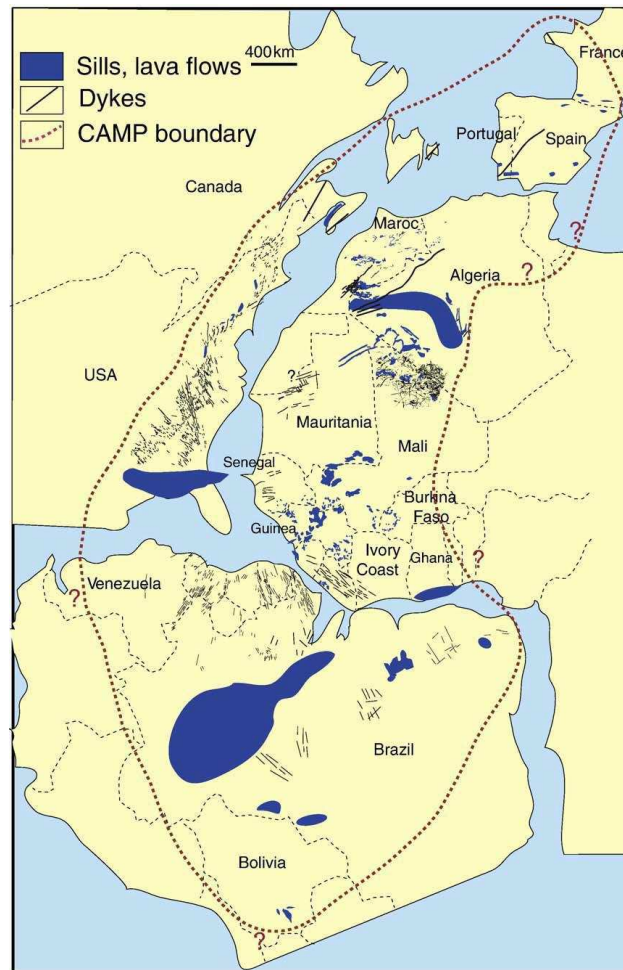 Sills, lava flows
400km
Dykes
CAMP boundary
France
Portugal
Spain
Canada
Maroc
?
?
Algeria
USA
?
Mauritania
Mali
Senegal
Burkina
Faso
Guinea
Ivory
Coast
Ghana
?
Venezuela
?
Brazil
Bolivia
?